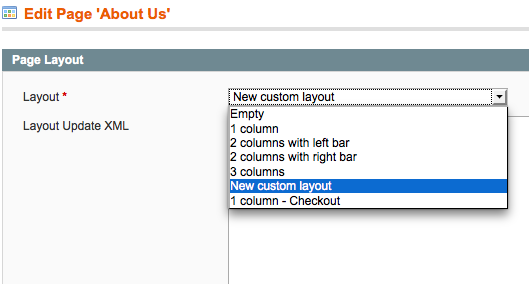 Edit Page 'About Us'
Page Layout
Layout *
New custom layout
Empty
1 column
2 columns with left bar
2 columns with right bar
3 columns
New custom layout
1 column - Checkout
Layout Update XML